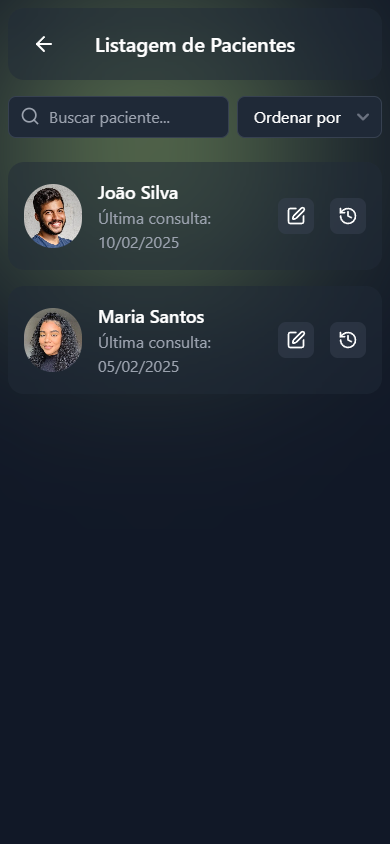 Listagem de Pacientes
Buscar paciente...
Ordenar por
João Silva
Última consulta:
10/02/2025
Maria Santos
Última consulta:
05/02/2025